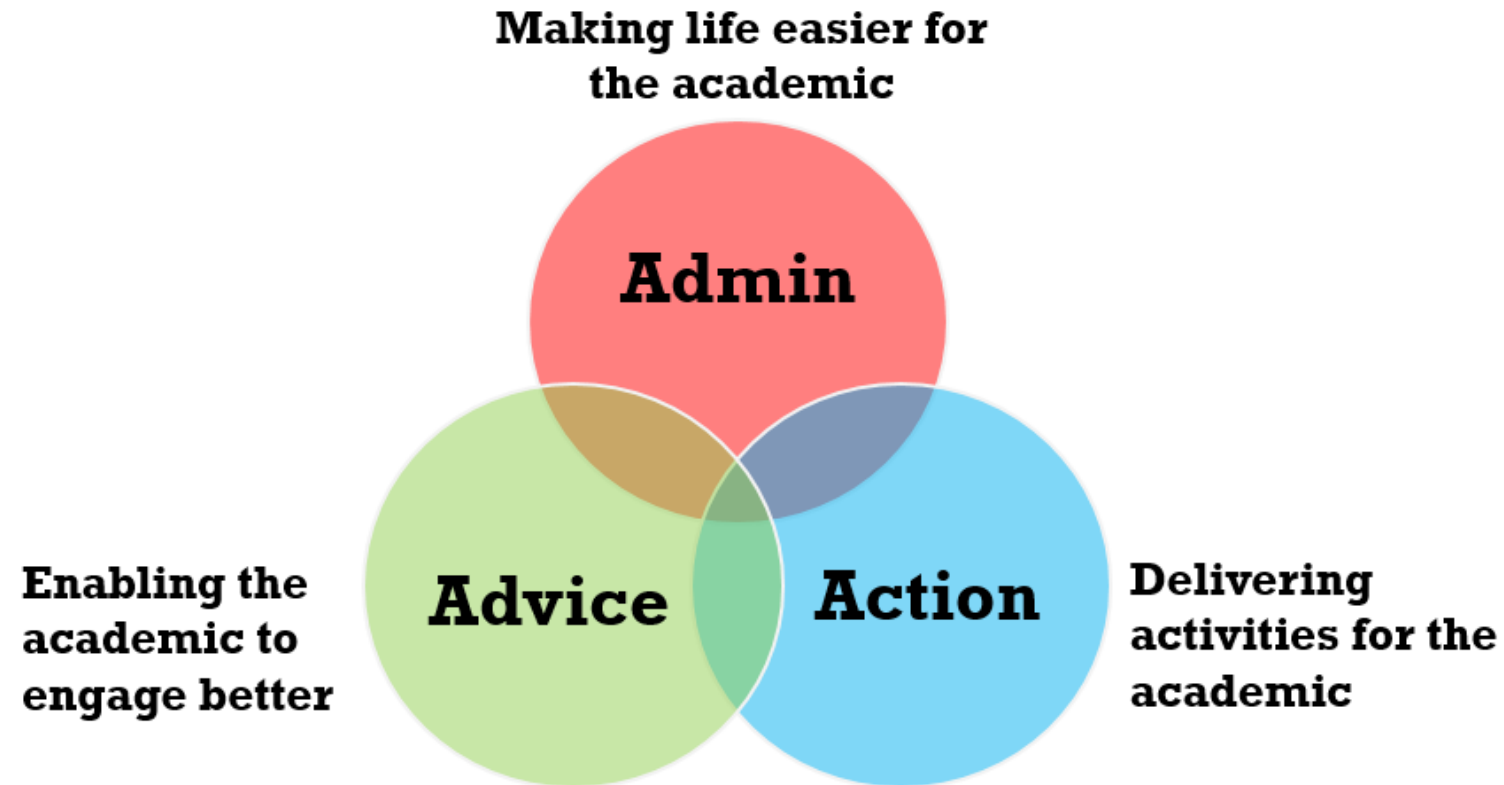 Making life easier for
the academic
Admin
Advice
Action
Enabling the
academic to
engage better
Delivering
activities for the
academic